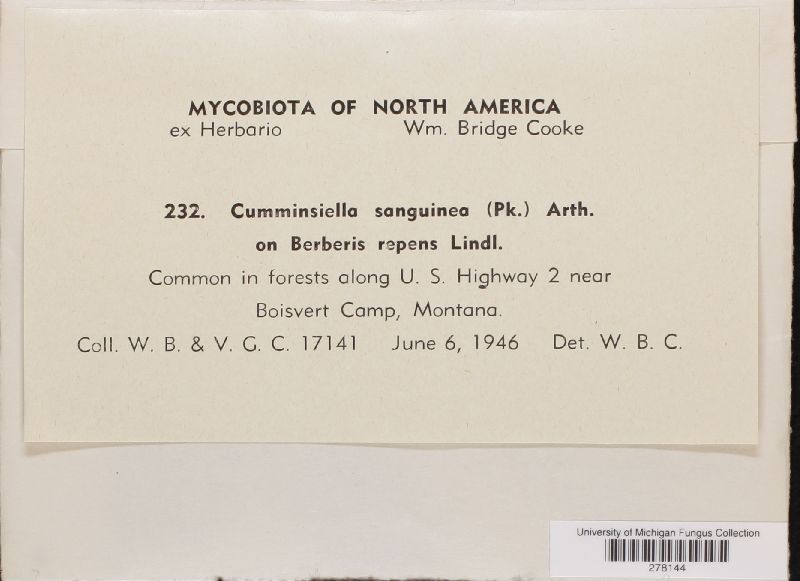 MYCOBIOTA OF NORTH AMERICA
ex Herbario Wm. Bridge Cooke
232. Cumminsiella sanguinea (Pk.) Arth.
on Berberis repens Lindl.
Common in forests along U. S. Highway 2 near
Boisvert Camp, Montana.
Coll. W. B. & V. G. C. 17141 June 6, 1946 Det. W. B. C.
University of Michigan Fungus Collection
278144